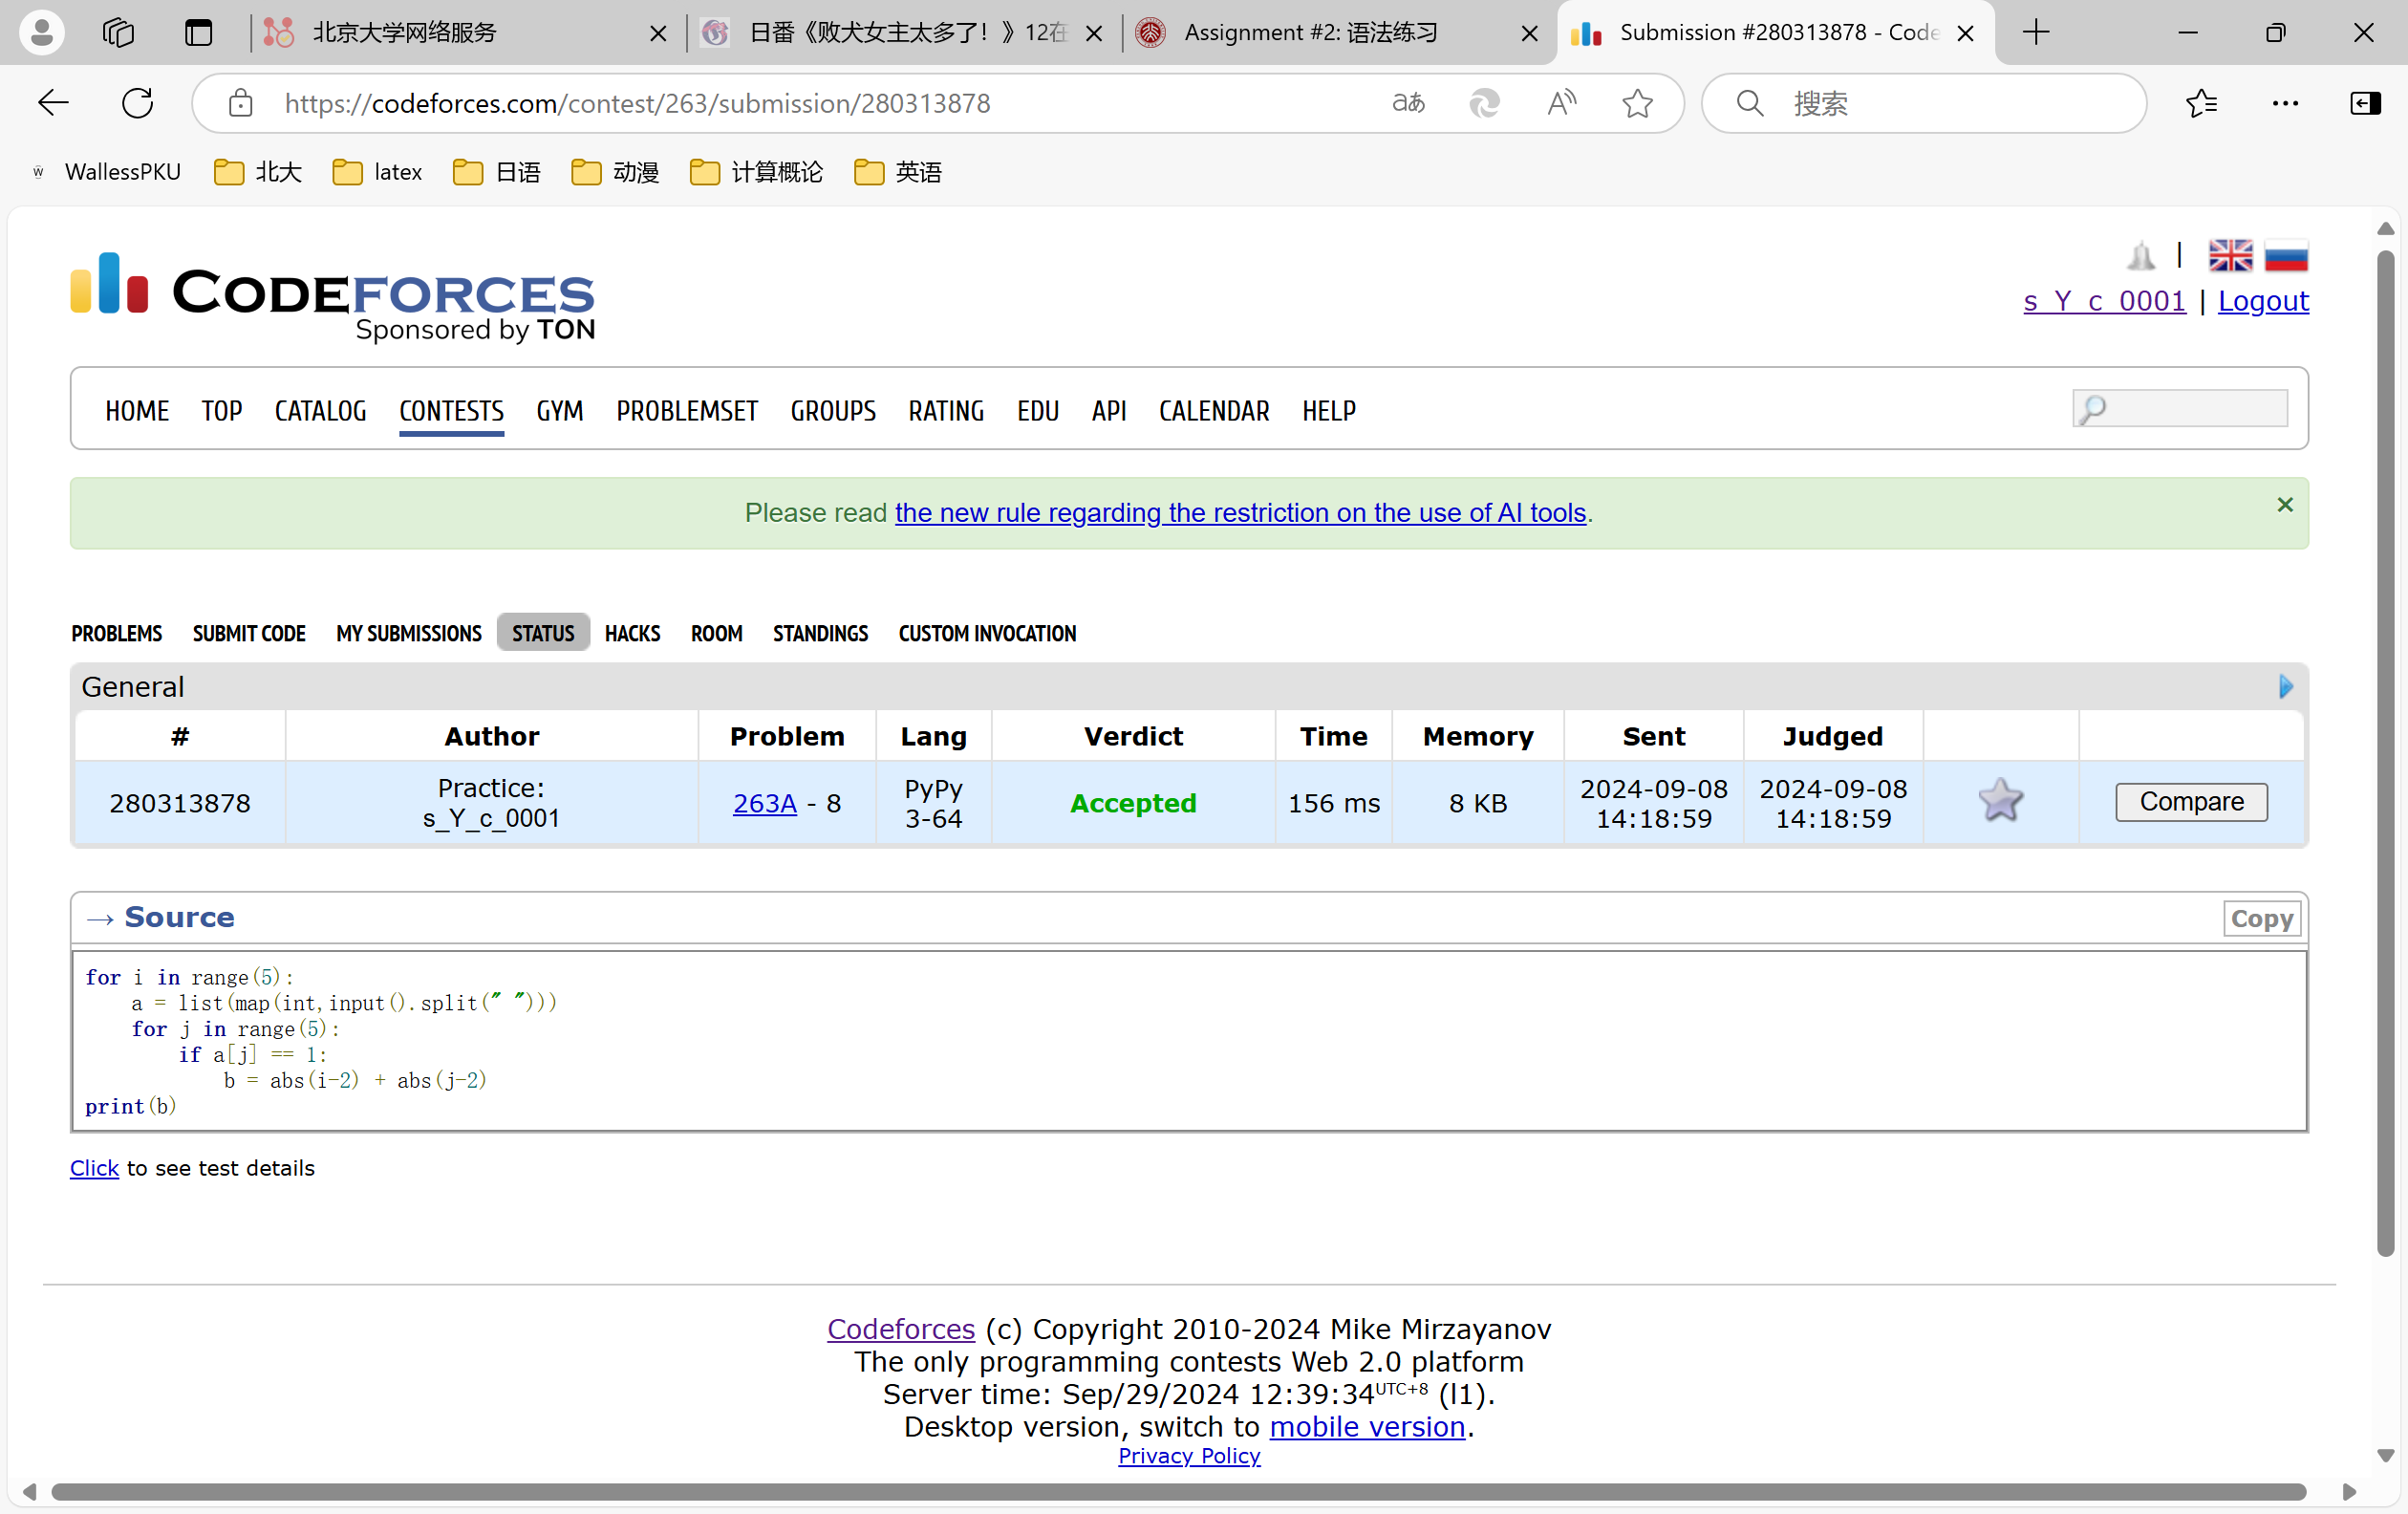 北京大学网络服务
日番《败犬女主太多了！》12在
Assignment #2: 语法练习
Submission #280313878 - Code
https://codeforces.com/contest/263/submission/280313878
搜索
WallessPKU
北大
latex
日语
动漫
计算概论
英语
CODEFORCES
Sponsored by TON
s_Y_c_0001 | Logout
HOME TOP CATALOG CONTESTS GYM PROBLEMSET GROUPS RATING EDU API CALENDAR HELP
Please read the new rule regarding the restriction on the use of AI tools.
PROBLEMS SUBMIT CODE MY SUBMISSIONS STATUS HACKS ROOM STANDINGS CUSTOM INVOCATION
General
# Author Problem Lang Verdict Time Memory Sent Judged
280313878 Practice: s_Y_c_0001 263A - 8 PyPy 3-64 Accepted 156 ms 8 KB 2024-09-08 14:18:59 2024-09-08 14:18:59 Compare
→ Source
Copy
for i in range(5):
    a = list(map(int,input().split(" ")))
    for j in range(5):
        if a[j] == 1:
            b = abs(i-2) + abs(j-2)
print(b)
Click to see test details
Codeforces (c) Copyright 2010-2024 Mike Mirzayanov
The only programming contests Web 2.0 platform
Server time: Sep/29/2024 12:39:34UTC+8 (l1).
Desktop version, switch to mobile version.
Privacy Policy